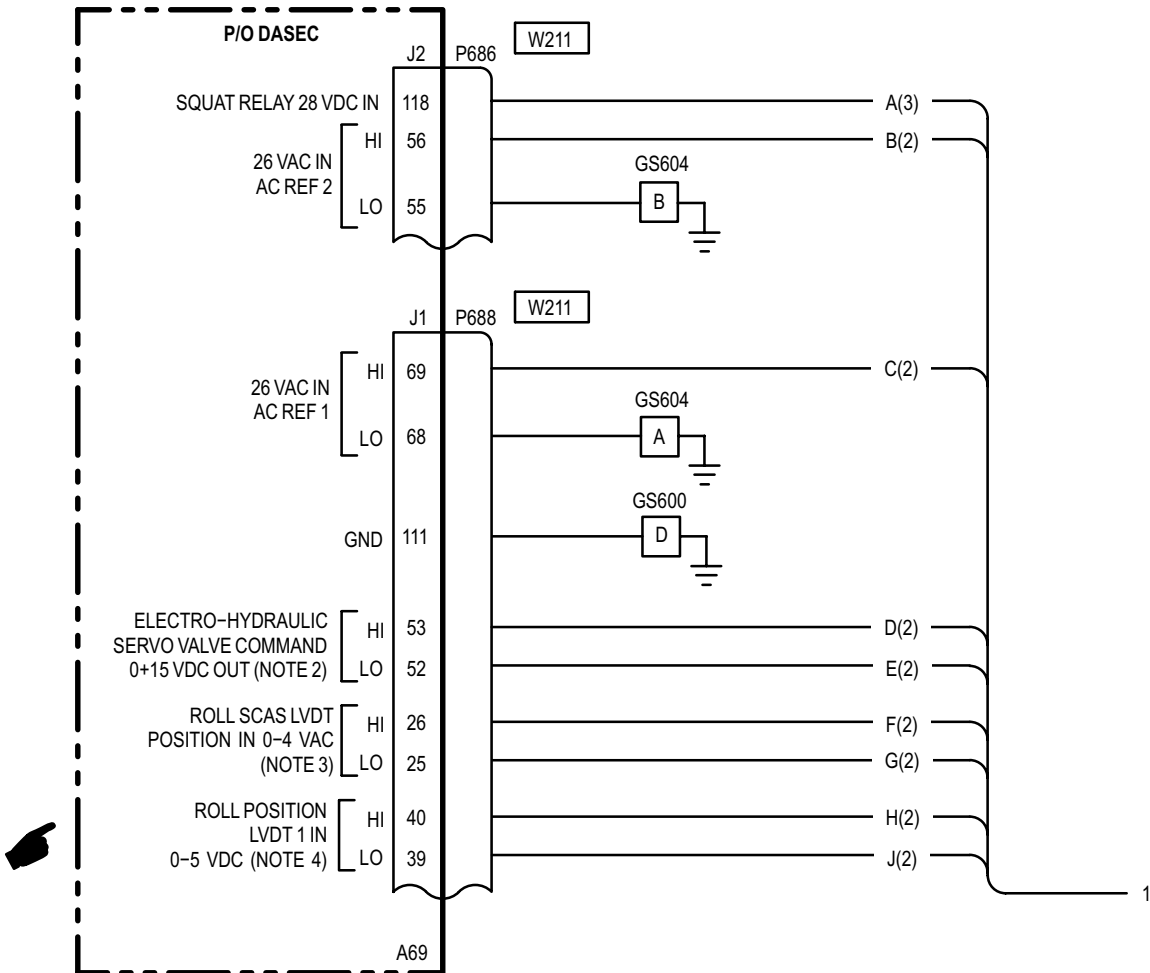 P/O DASEC
W211
J2 P686
SQUAT RELAY 28 VDC IN 118 A(3)
HI 56 B(2)
26 VAC IN
AC REF 2
GS604
LO 55 B
W211
J1 P688
HI 69 C(2)
26 VAC IN
AC REF 1
GS604
LO 68 A
GS600
GND 111 D
ELECTRO−HYDRAULIC
SERVO VALVE COMMAND
0+15 VDC OUT (NOTE 2)
HI 53 D(2)
LO 52 E(2)
ROLL SCAS LVDT
POSITION IN 0−4 VAC
(NOTE 3)
HI 26 F(2)
LO 25 G(2)
ROLL POSITION
LVDT 1 IN
0−5 VDC (NOTE 4)
HI 40 H(2)
LO 39 J(2)
1
A69